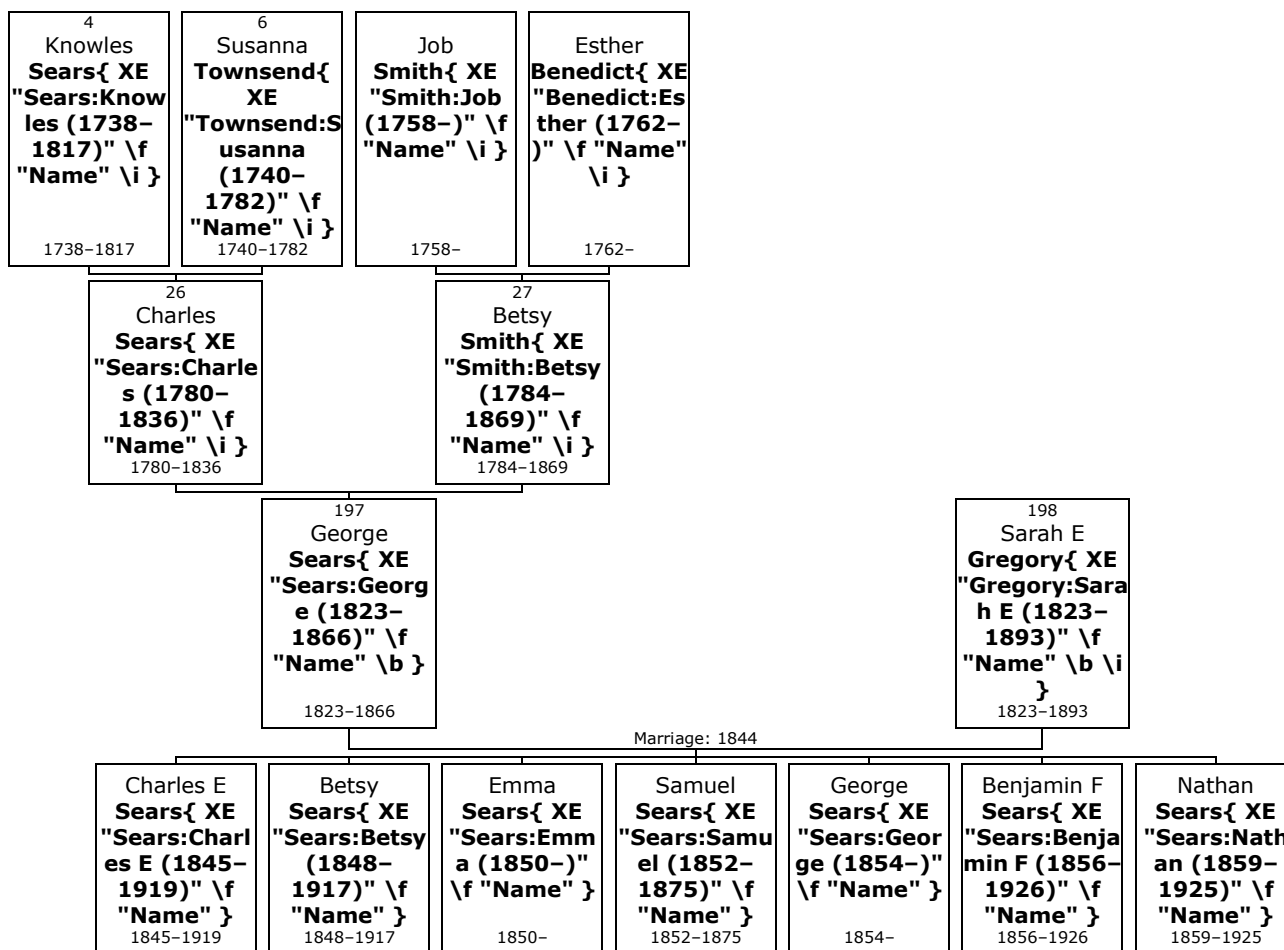 4
Knowles
Sears{ XE
"Sears:Know
les (1738–
1817)" \f
"Name" \i }
1738–1817
6
Susanna
Townsend{
XE
"Townsend:S
usanna
(1740–
1782)" \f
"Name" \i }
1740–1782
Job
Smith{ XE
"Smith:Job
(1758–)" \f
"Name" \i }
1758–
Esther
Benedict{ XE
"Benedict:Es
ther (1762–
)" \f "Name"
\i }
1762–
26
Charles
Sears{ XE
"Sears:Charle
s (1780–
1836)" \f
"Name" \i }
1780–1836
27
Betsy
Smith{ XE
"Smith:Betsy
(1784–
1869)" \f
"Name" \i }
1784–1869
197
George
Sears{ XE
"Sears:Georg
e (1823–
1866)" \f
"Name" \b }
1823–1866
198
Sarah E
Gregory{ XE
"Gregory:Sara
h E (1823–
1893)" \f
"Name" \b \i
}
1823–1893
Marriage: 1844
Charles E
Sears{ XE
"Sears:Charl
es E (1845–
1919)" \f
"Name" }
1845–1919
Betsy
Sears{ XE
"Sears:Betsy
(1848–
1917)" \f
"Name" }
1848–1917
Emma
Sears{ XE
"Sears:Emm
a (1850–)"
\f "Name" }
1850–
Samuel
Sears{ XE
"Sears:Samu
el (1852–
1875)" \f
"Name" }
1852–1875
George
Sears{ XE
"Sears:Geor
ge (1854–)"
\f "Name" }
1854–
Benjamin F
Sears{ XE
"Sears:Benja
min F (1856–
1926)" \f
"Name" }
1856–1926
Nathan
Sears{ XE
"Sears:Nath
an (1859–
1925)" \f
"Name" }
1859–1925